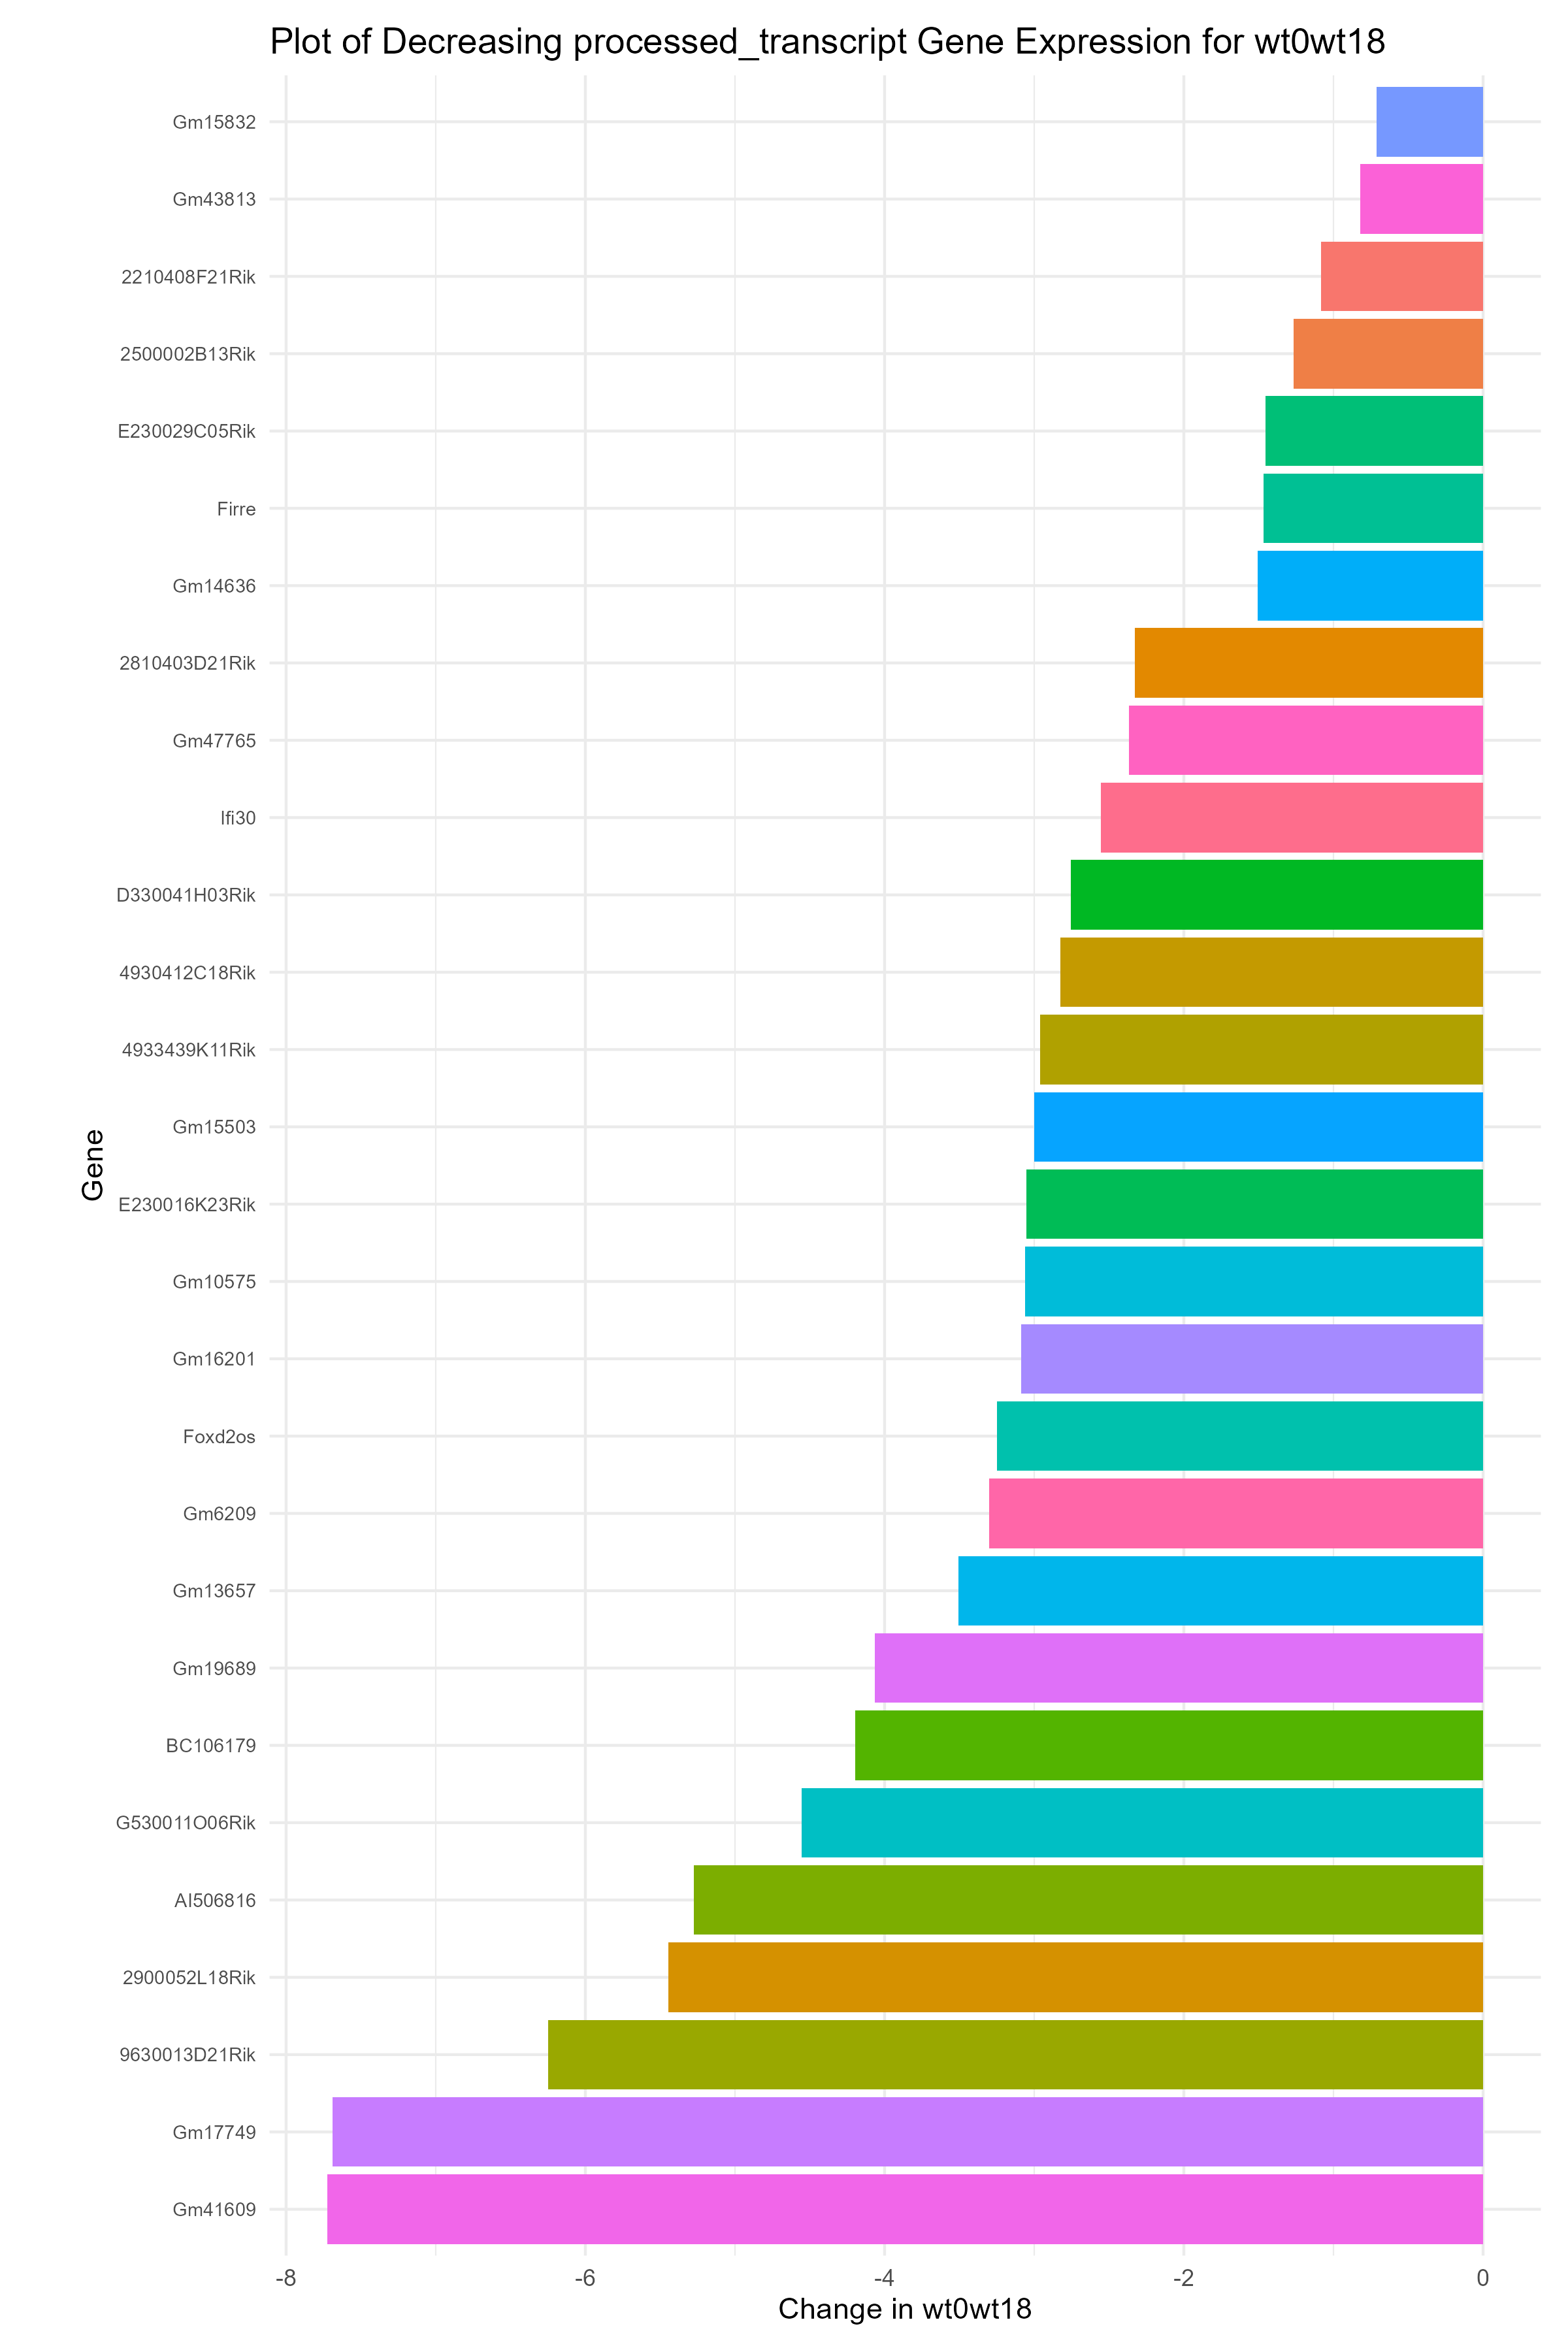 Plot of Decreasing processed_transcript Gene Expression for wt0wt18
Gm15832
Gm43813
2210408F21Rik
2500002B13Rik
E230029C05Rik
Firre
Gm14636
2810403D21Rik
Gm47765
Ifi30
D330041H03Rik
4930412C18Rik
4933439K11Rik
Gm15503
Gene
E230016K23Rik
Gm10575
Gm16201
Foxd2os
Gm6209
Gm13657
Gm19689
BC106179
G530011O06Rik
AI506816
2900052L18Rik
9630013D21Rik
Gm17749
Gm41609
-8 -6 -4 -2 0
Change in wt0wt18